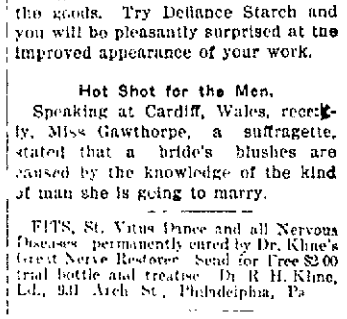 the goods. Try Defiance Starch and
you will be pleasantly surprised at the
improved appearance of your work.
Hot Shot for the Men.
Speaking at Cardiff, Wales, recent-
ly, Miss Gawthorpe, a suffragette,
stated that a bride's blushes are
caused by the knowledge of the kind
of man she is going to marry.
FITS, St. Vitus Dance and all Nervous
Diseases permanently cured by Dr. Kline's
Great Nerve Restorer. Send for Free $2.00
trial bottle and treatise. Dr. R. H. Kline,
Ld., 931 Arch St., Philadelphia, Pa